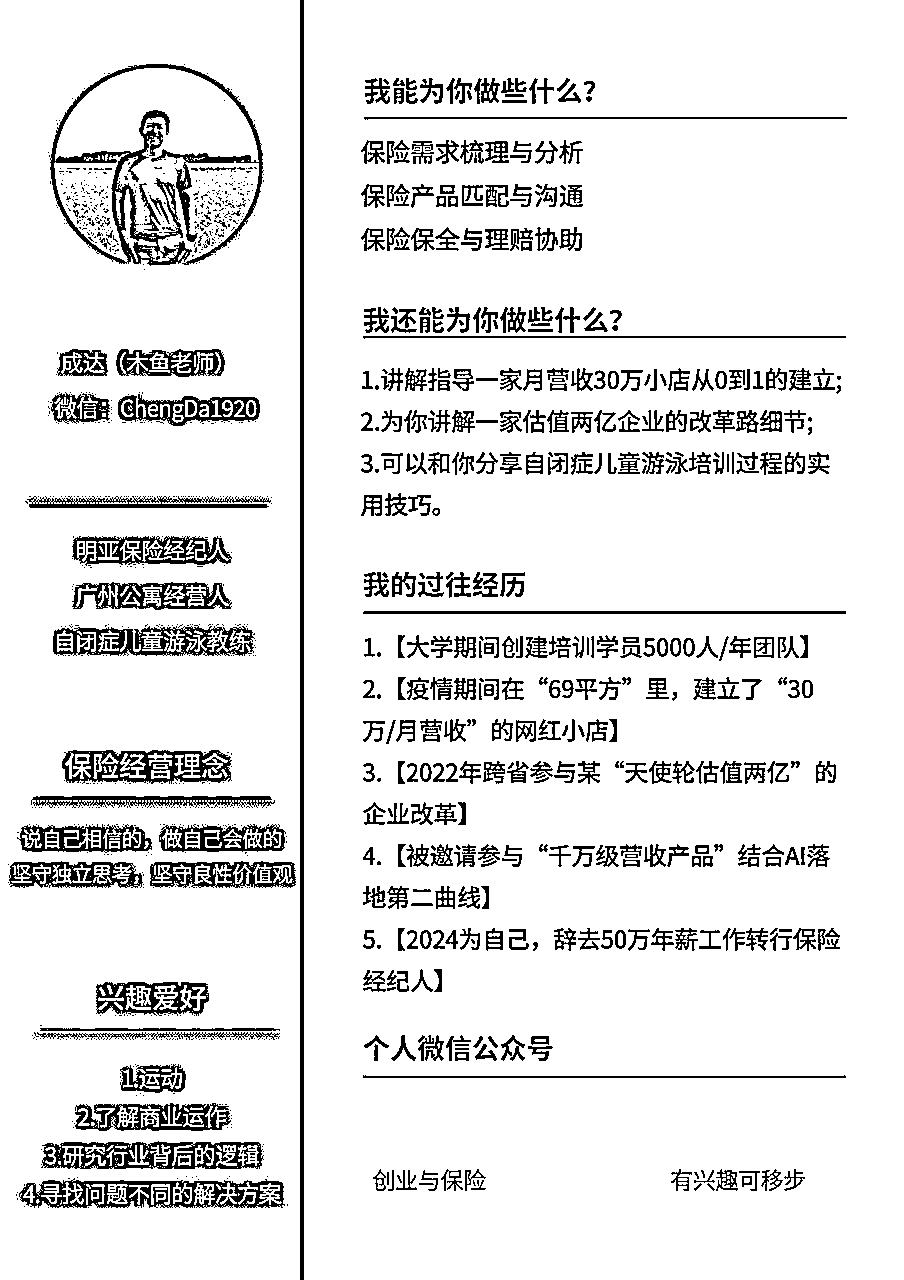 成达（木鱼老师）
微信：ChengDa1920
明亚保险经纪人
广州公寓经营人
自闭症儿童游泳教练
保险经营理念
说自己相信的，做自己会做的
坚守独立思考，坚守良性价值观
兴趣爱好
1.运动
2.了解商业运作
3.研究行业背后的逻辑
4.寻找问题不同的解决方案
我能为你做些什么？
保险需求梳理与分析
保险产品匹配与沟通
保险保全与理赔协助
我还能为你做些什么？
1.讲解指导一家月营收30万小店从0到1的建立;
2.为你讲解一家估值两亿企业的改革路细节;
3.可以和你分享自闭症儿童游泳培训过程的实
用技巧。
我的过往经历
1.【大学期间创建培训学员5000人/年团队】
2.【疫情期间在“69平方”里，建立了“30
万/月营收”的网红小店】
3.【2022年跨省参与某“天使轮估值两亿”的
企业改革】
4.【被邀请参与“千万级营收产品”结合AI落
地第二曲线】
5.【2024为自己，辞去50万年薪工作转行保险
经纪人】
个人微信公众号
创业与保险
有兴趣可移步